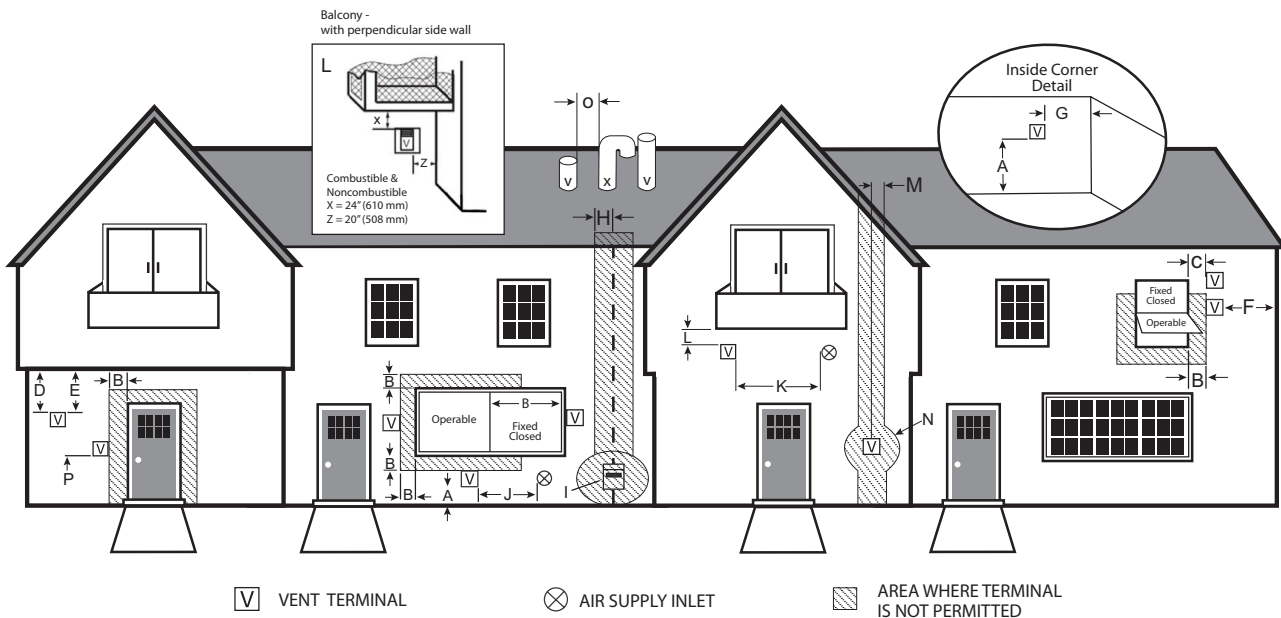 Balcony -
with perpendicular side wall
L
X
V
Z
Combustible &
Noncombustible
X = 24″ (610 mm)
Z = 20″ (508 mm)
O
V
X
V
Inside Corner
Detail
G
V
A
H
M
C
V
Fixed
Closed
Operable
V
F
B
D
E
B
V
V
P
B
Operable
B
Fixed
Closed
V
V
B
B
A
V
J
I
L
V
K
N
V
V VENT TERMINAL
AIR SUPPLY INLET
AREA WHERE TERMINAL
IS NOT PERMITTED